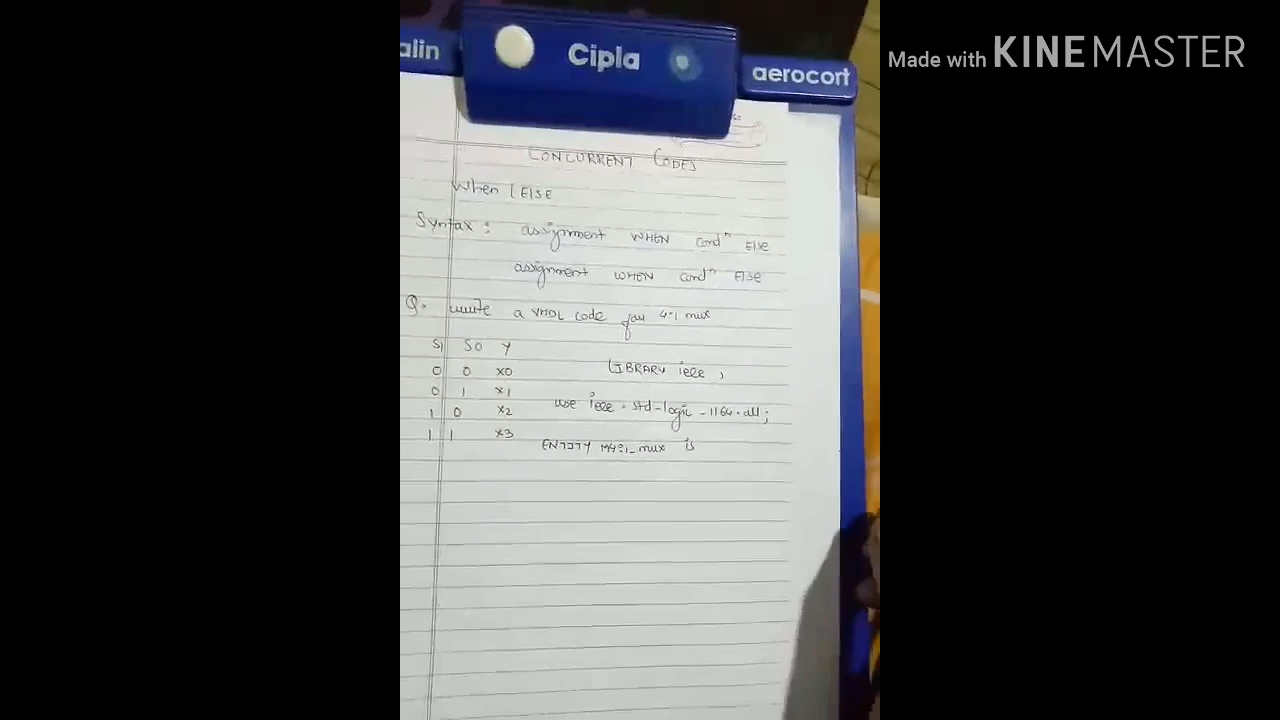 Made with KINEMASTER
alin Cipla aerocort
CONCURRENT CODES
When | Else
Syntax : assignment WHEN condⁿ ELSE
assignment WHEN condⁿ ELSE
Q. Write a VHDL code for 4:1 mux
S1 S0 Y
0 0 X0
0 1 X1
1 0 X2
1 1 X3
LIBRARY ieee ;
use ieee . std-logic - 1164 . all ;
ENTITY M4:1_mux is